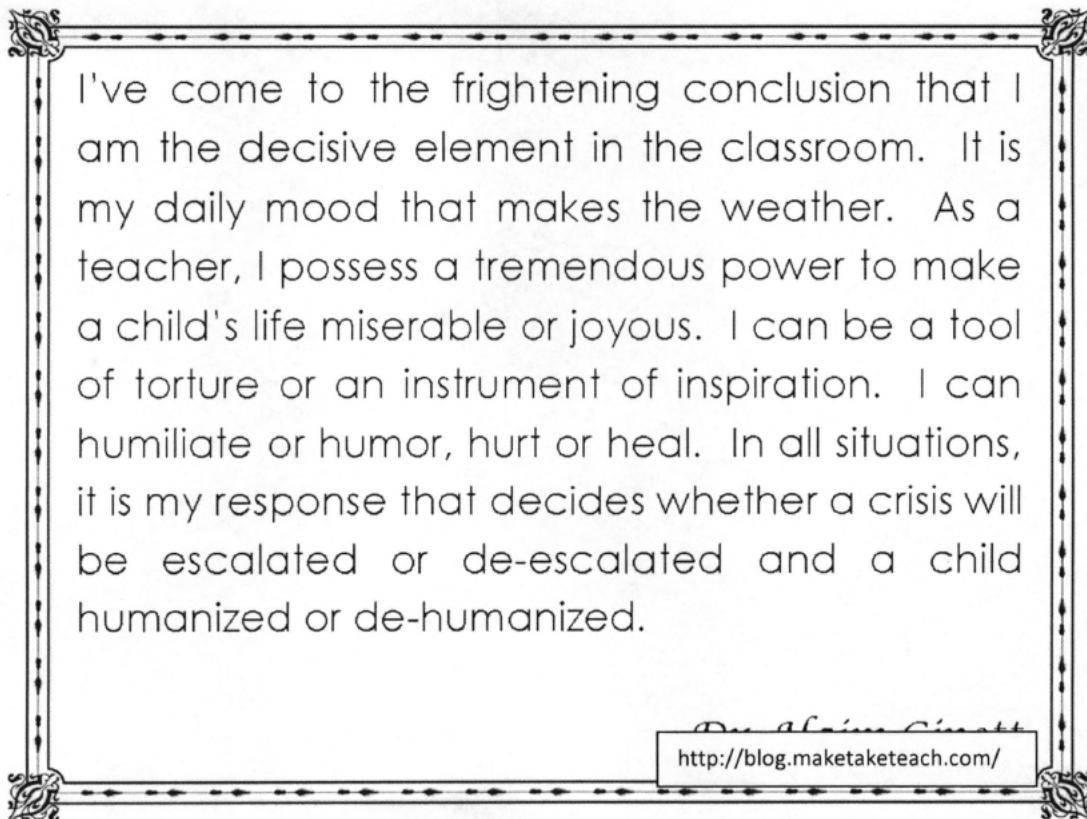 I've come to the frightening conclusion that I
am the decisive element in the classroom. It is
my daily mood that makes the weather. As a
teacher, I possess a tremendous power to make
a child's life miserable or joyous. I can be a tool
of torture or an instrument of inspiration. I can
humiliate or humor, hurt or heal. In all situations,
it is my response that decides whether a crisis will
be escalated or de-escalated and a child
humanized or de-humanized.
http://blog.maketaketeach.com/